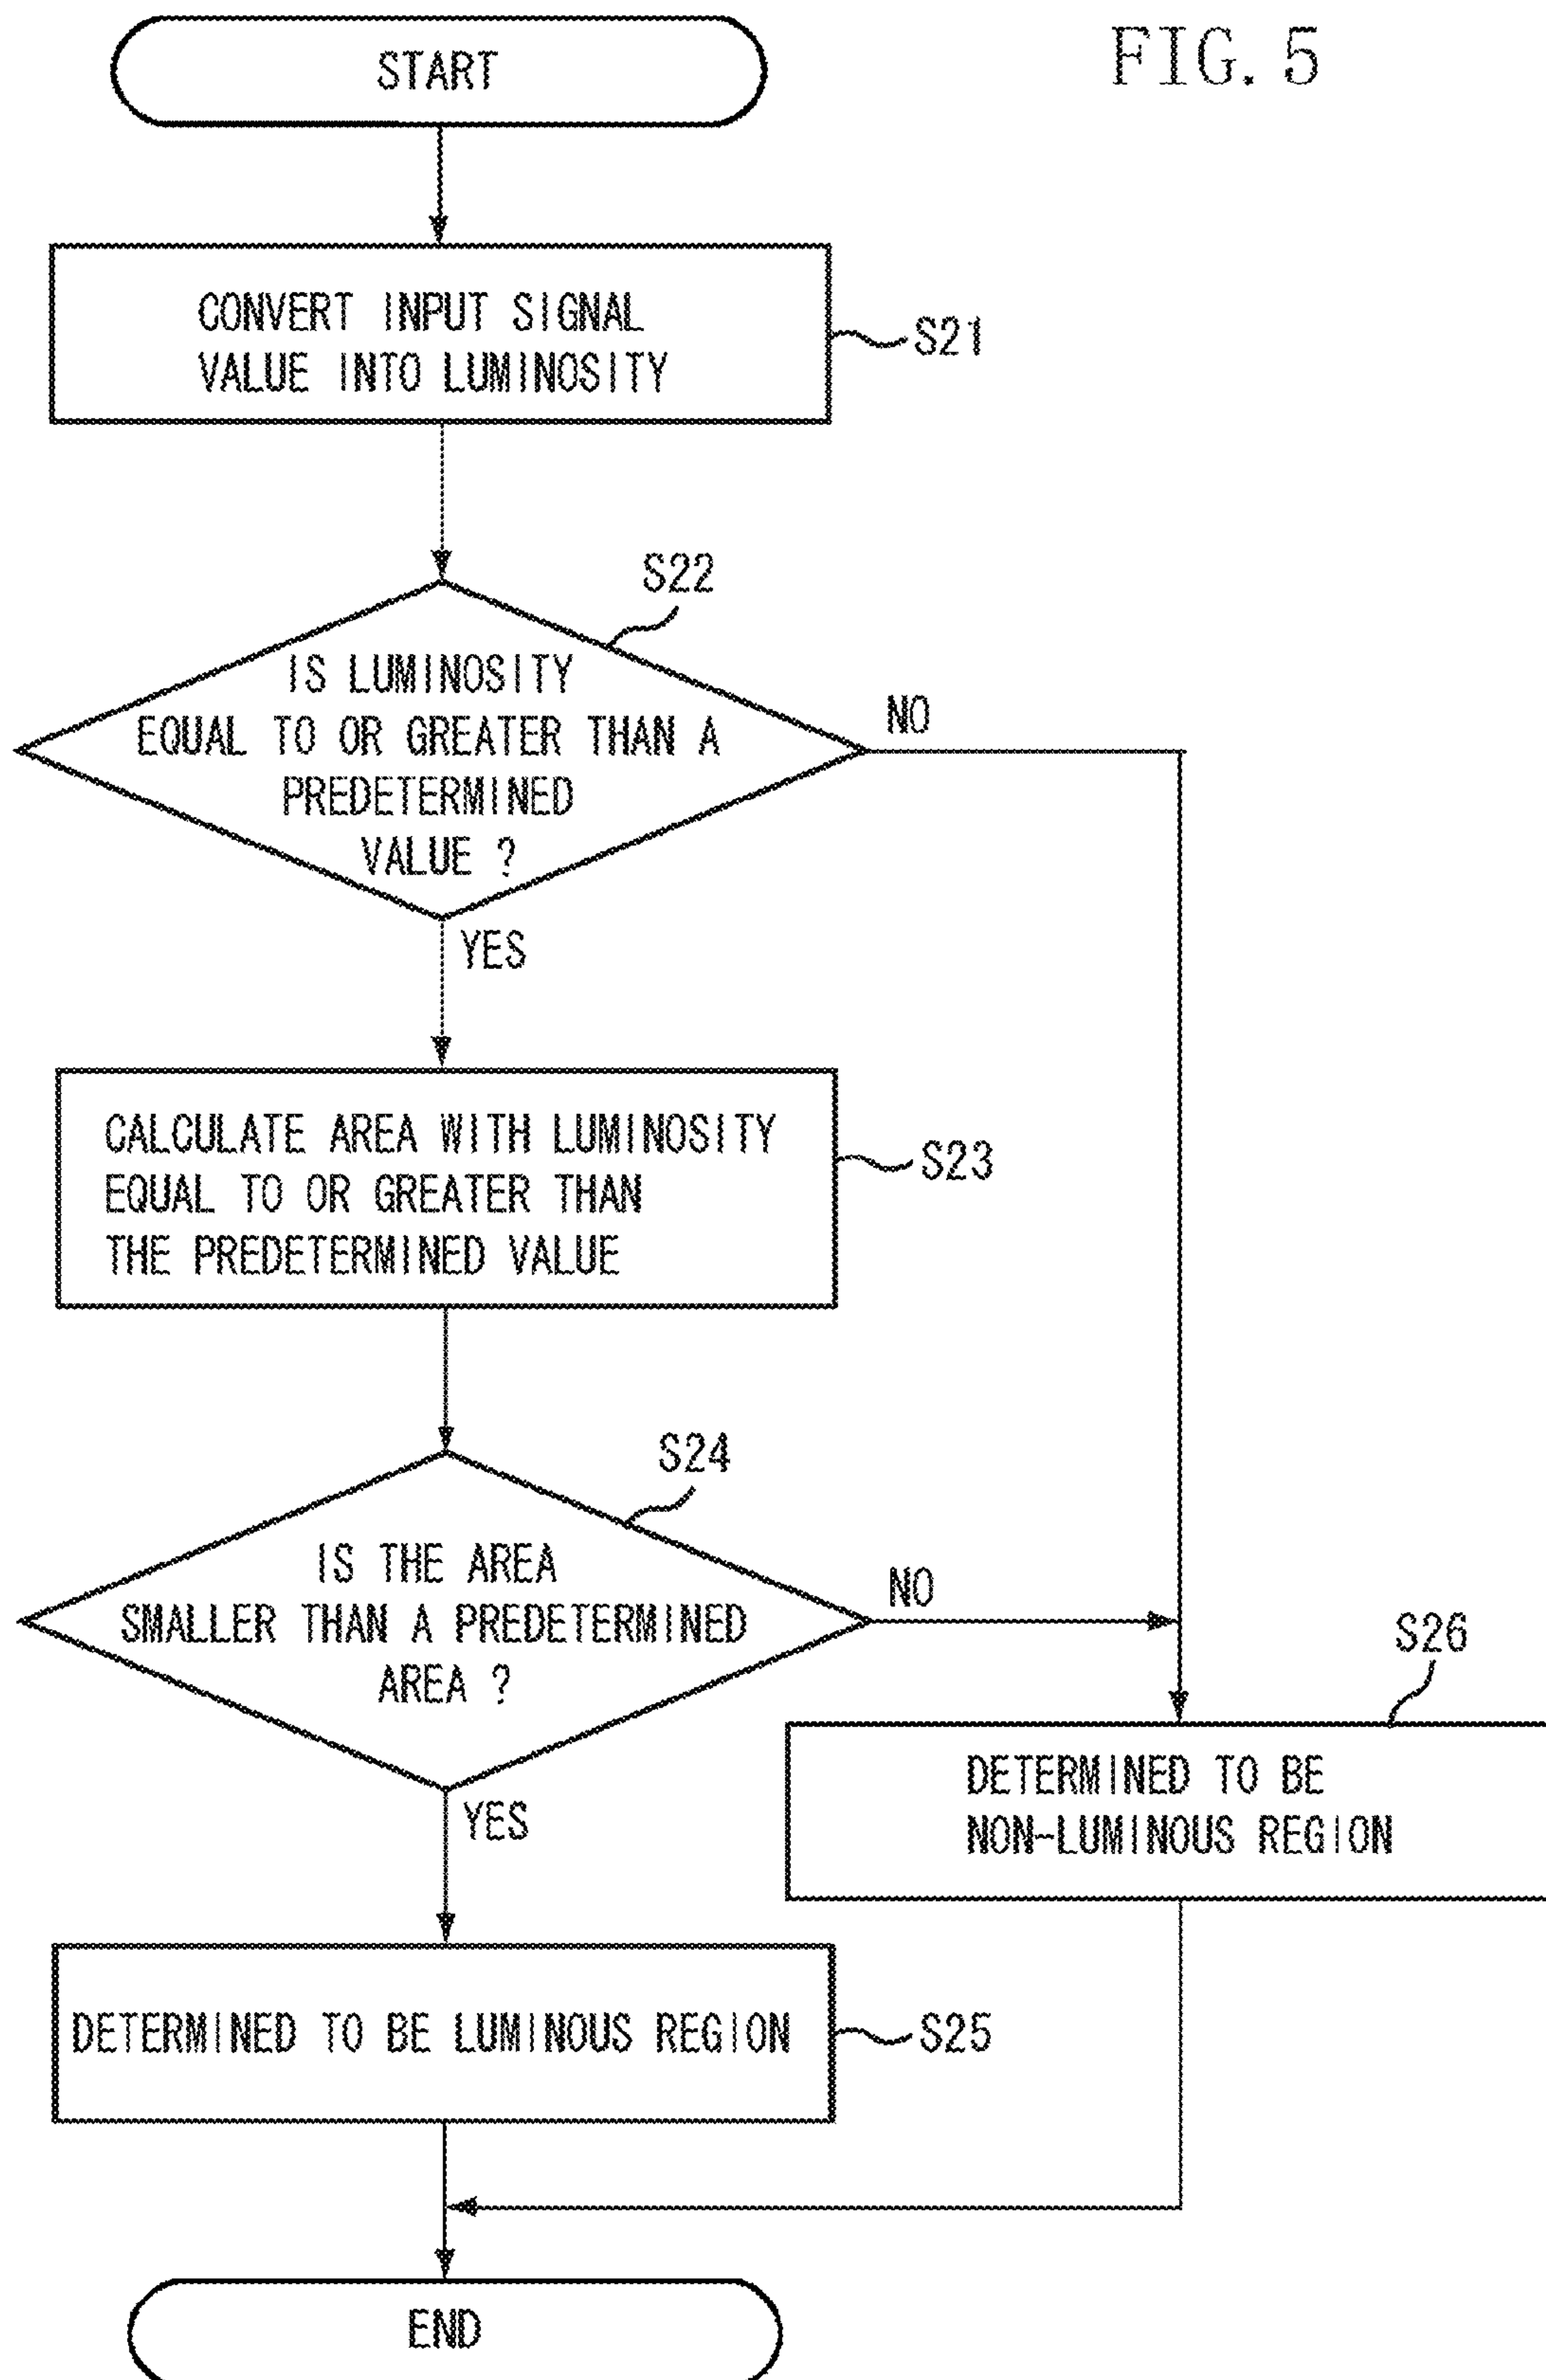 FIG. 5
START
CONVERT INPUT SIGNAL
VALUE INTO LUMINOSITY
S21
S22
IS LUMINOSITY
EQUAL TO OR GREATER THAN A
PREDETERMINED
VALUE ?
NO
YES
CALCULATE AREA WITH LUMINOSITY
EQUAL TO OR GREATER THAN
THE PREDETERMINED VALUE
S23
S24
IS THE AREA
SMALLER THAN A PREDETERMINED
AREA ?
NO
YES
S26
DETERMINED TO BE
NON-LUMINOUS REGION
DETERMINED TO BE LUMINOUS REGION
S25
END